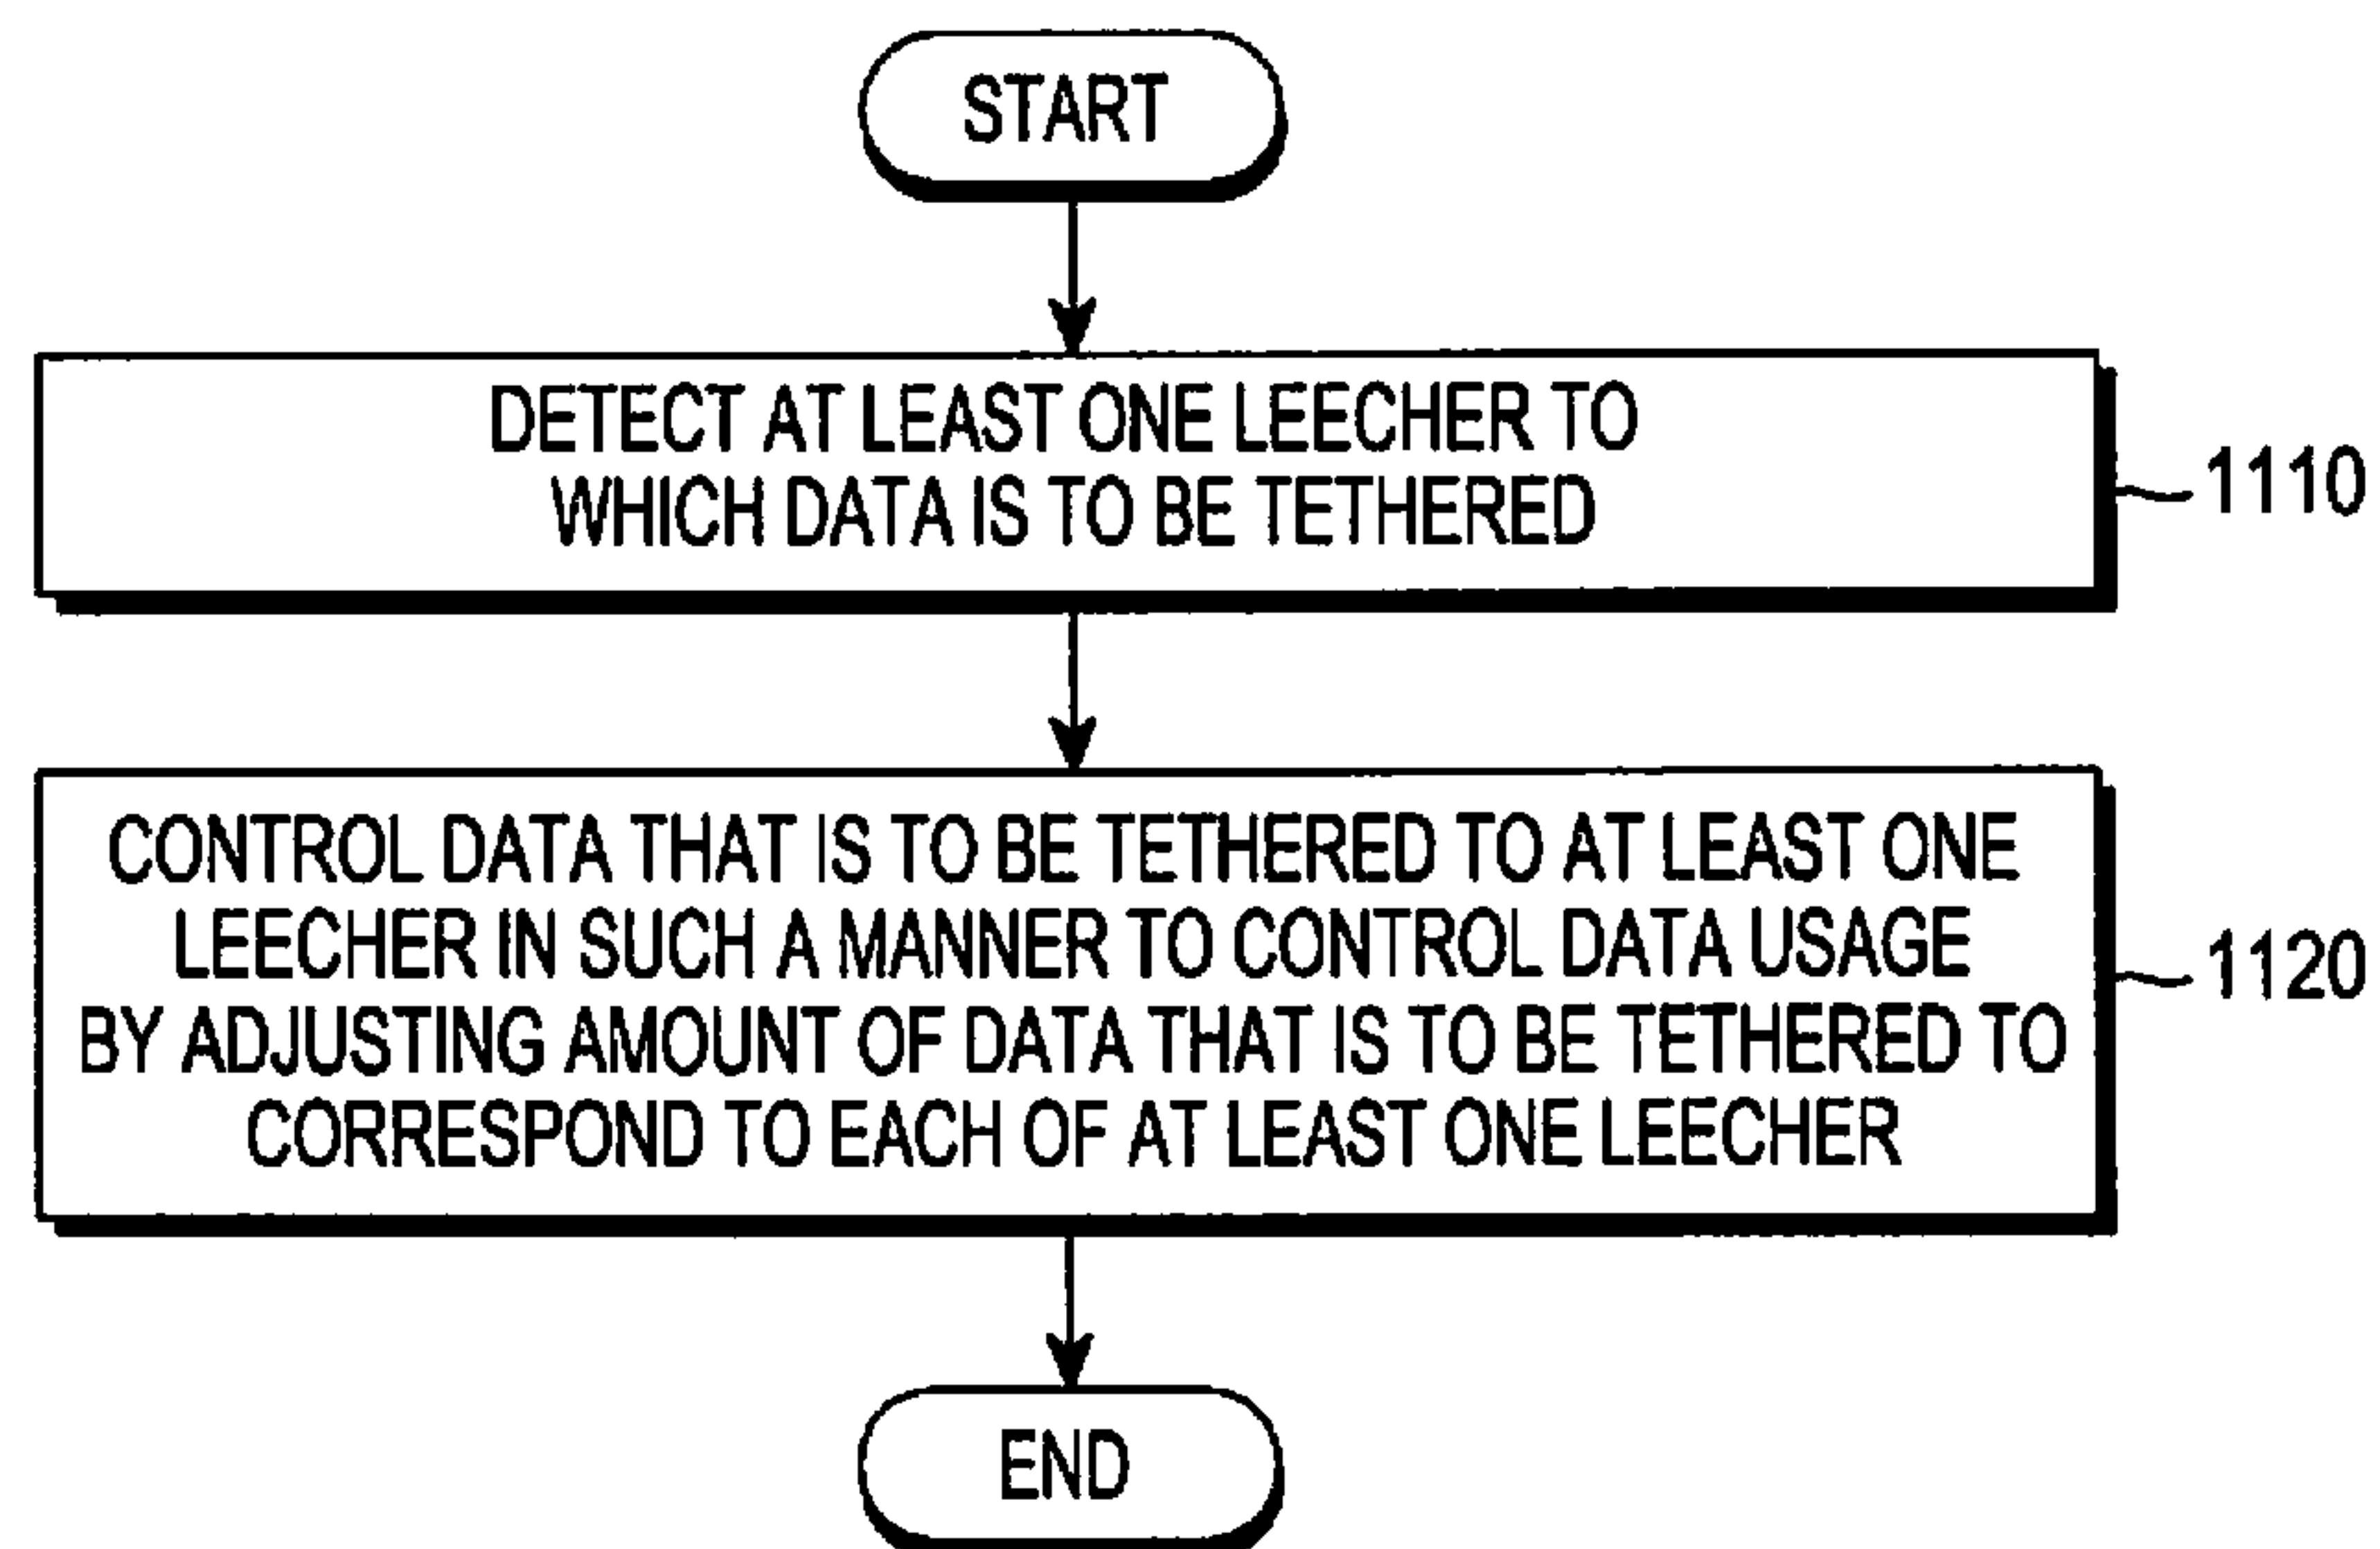 START
DETECT AT LEAST ONE LEECHER TO
WHICH DATA IS TO BE TETHERED
1110
CONTROL DATA THAT IS TO BE TETHERED TO AT LEAST ONE
LEECHER IN SUCH A MANNER TO CONTROL DATA USAGE
BY ADJUSTING AMOUNT OF DATA THAT IS TO BE TETHERED TO
CORRESPOND TO EACH OF AT LEAST ONE LEECHER
1120
END